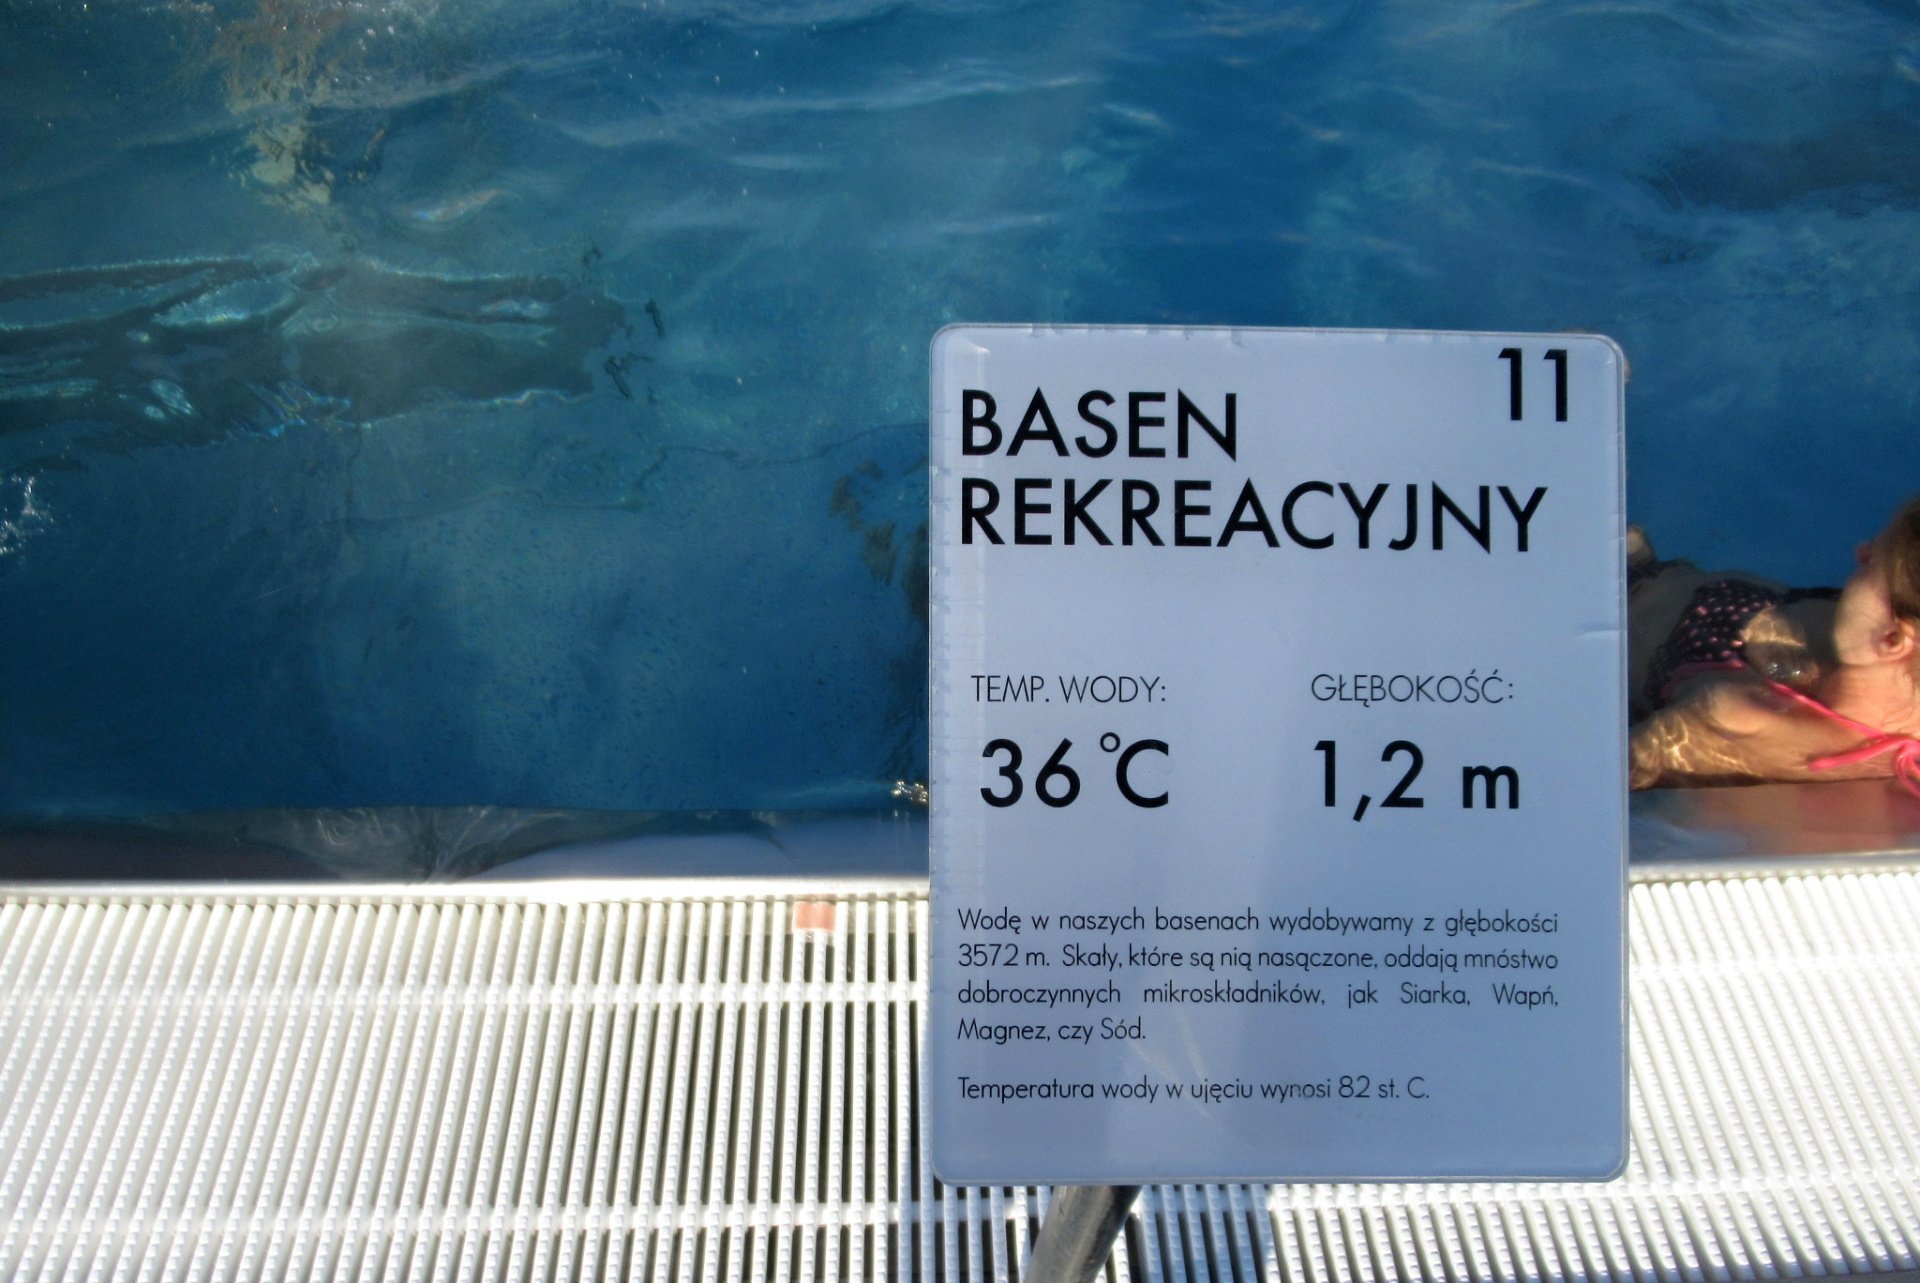 11
BASEN
REKREACYJNY
TEMP. WODY: GŁĘBOKOŚĆ:
36 °C 1,2 m
Wodę w naszych basenach wydobywamy z głębokości
3572 m. Skały, które są nią nasączone, oddają mnóstwo
dobroczynnych mikroskładników, jak Siarka, Wapń,
Magnez, czy Sód.
Temperatura wody w ujęciu wynosi 82 st. C.